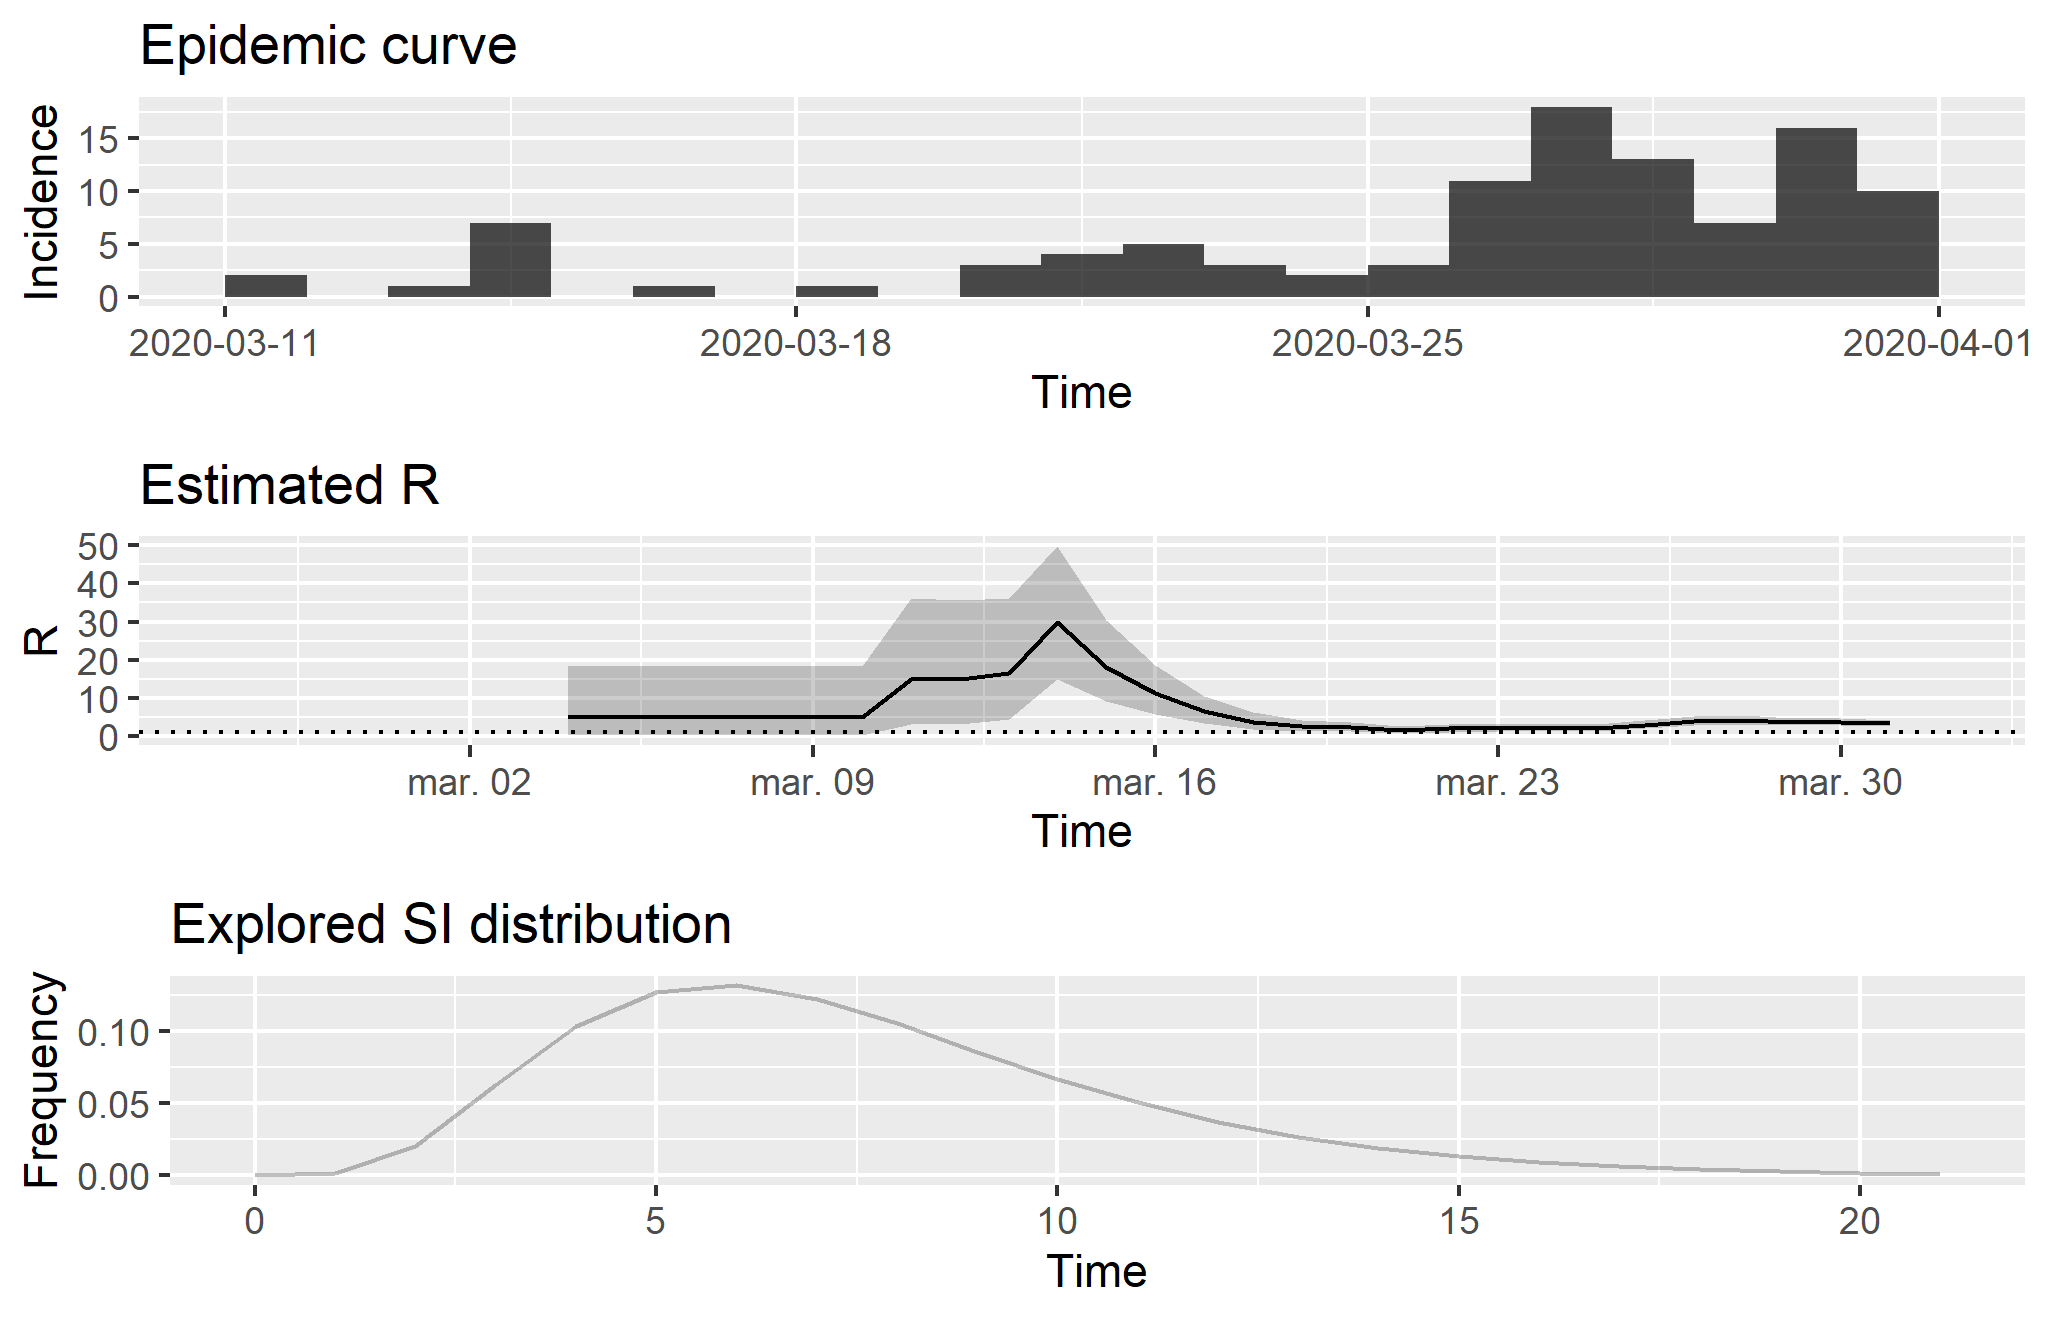 Epidemic curve
Incidence
15
10
5
0
2020-03-11 2020-03-18 2020-03-25 2020-04-01
Time
Estimated R
R
50
40
30
20
10
0
mar. 02 mar. 09 mar. 16 mar. 23 mar. 30
Time
Explored SI distribution
Frequency
0.10
0.05
0.00
0 5 10 15 20
Time